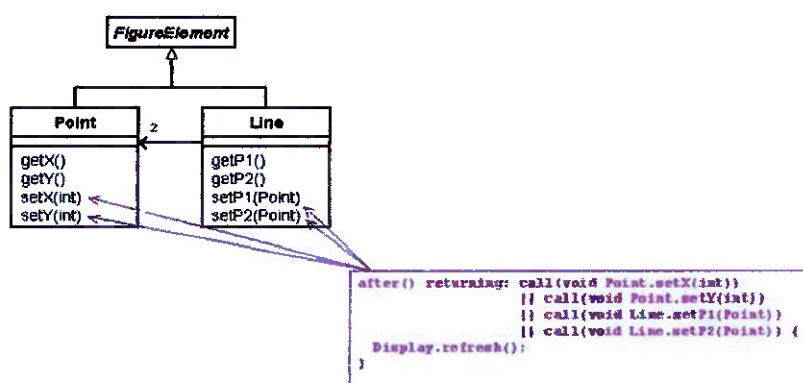 FigureElement
Point
2
Line
getX()
getY()
setX(int)
setY(int)
getP1()
getP2()
setP1(Point)
setP2(Point)
after() returning: call(void Point.setX(int))
|| call(void Point.setY(int))
|| call(void Line.setP1(Point))
|| call(void Line.setP2(Point)) {
Display.refresh();
}